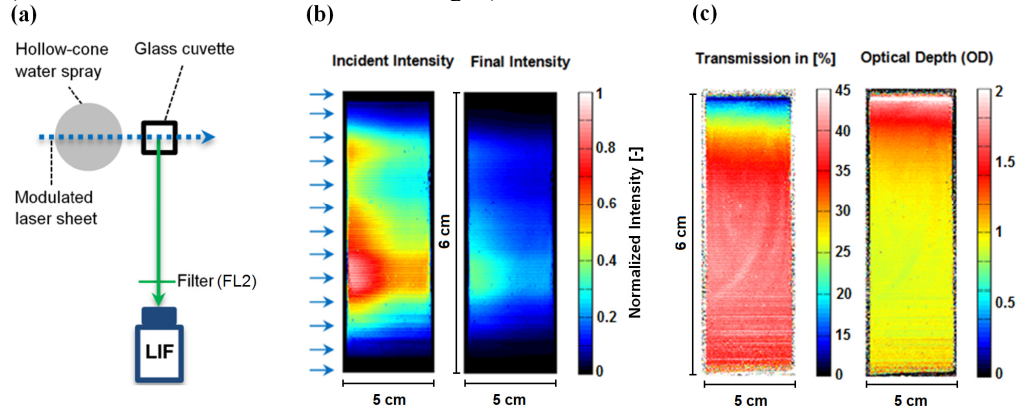 (a)
Hollow-cone
water spray
Glass cuvette
Modulated
laser sheet
Filter (FL2)
LIF
(b)
Incident Intensity
Final Intensity
6 cm
5 cm
5 cm
1
0.8
0.6
0.4
0.2
0
Normalized Intensity [-]
(c)
Transmission in [%]
Optical Depth (OD)
6 cm
5 cm
5 cm
45
40
35
30
25
20
15
10
0
2
1.5
1
0.5
0